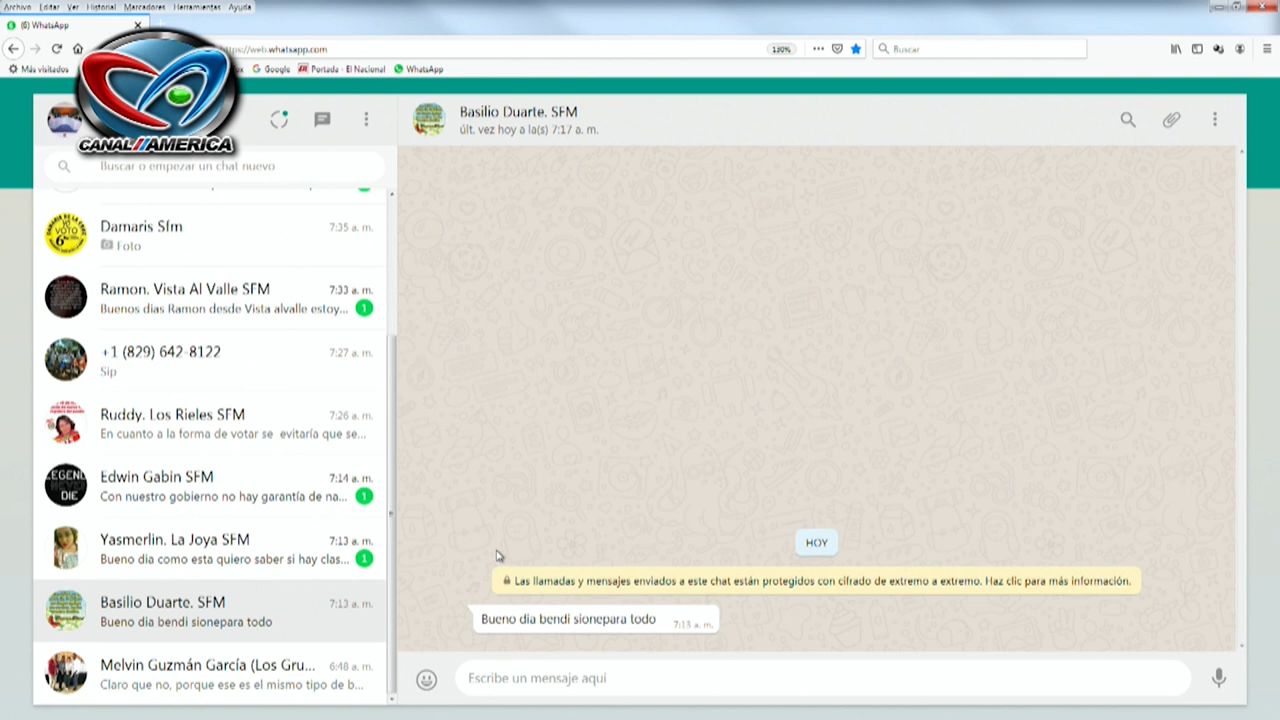 Archivo Editar Ver Historial Marcadores Herramientas Ayuda
(6) WhatsApp
https://web.whatsapp.com
130%
Buscar
Más visitados
Google
Portada - El Nacional
WhatsApp
CANAL//AMERICA
Basilio Duarte. SFM
últ. vez hoy a la(s) 7:17 a. m.
Buscar o empezar un chat nuevo
Damaris Sfm
7:35 a. m.
Foto
VOTO
6
Ramon. Vista Al Valle SFM
7:33 a. m.
Buenos dias Ramon desde Vista alvalle estoy...
1
+1 (829) 642-8122
7:27 a. m.
Sip
Ruddy. Los Rieles SFM
7:26 a. m.
En cuanto a la forma de votar se evitaría que se...
LEGEND
NEVER
DIE
Edwin Gabin SFM
7:14 a. m.
Con nuestro gobierno no hay garantía de na...
1
Yasmerlin. La Joya SFM
7:13 a. m.
Bueno dia como esta quiero saber si hay clas...
1
Basilio Duarte. SFM
7:13 a. m.
Bueno dia bendi sionepara todo
Melvin Guzmán García (Los Gru...
6:48 a. m.
Claro que no, porque ese es el mismo tipo de b...
HOY
Las llamadas y mensajes enviados a este chat están protegidos con cifrado de extremo a extremo. Haz clic para más información.
Bueno dia bendi sionepara todo
7:13 a. m.
Escribe un mensaje aquí